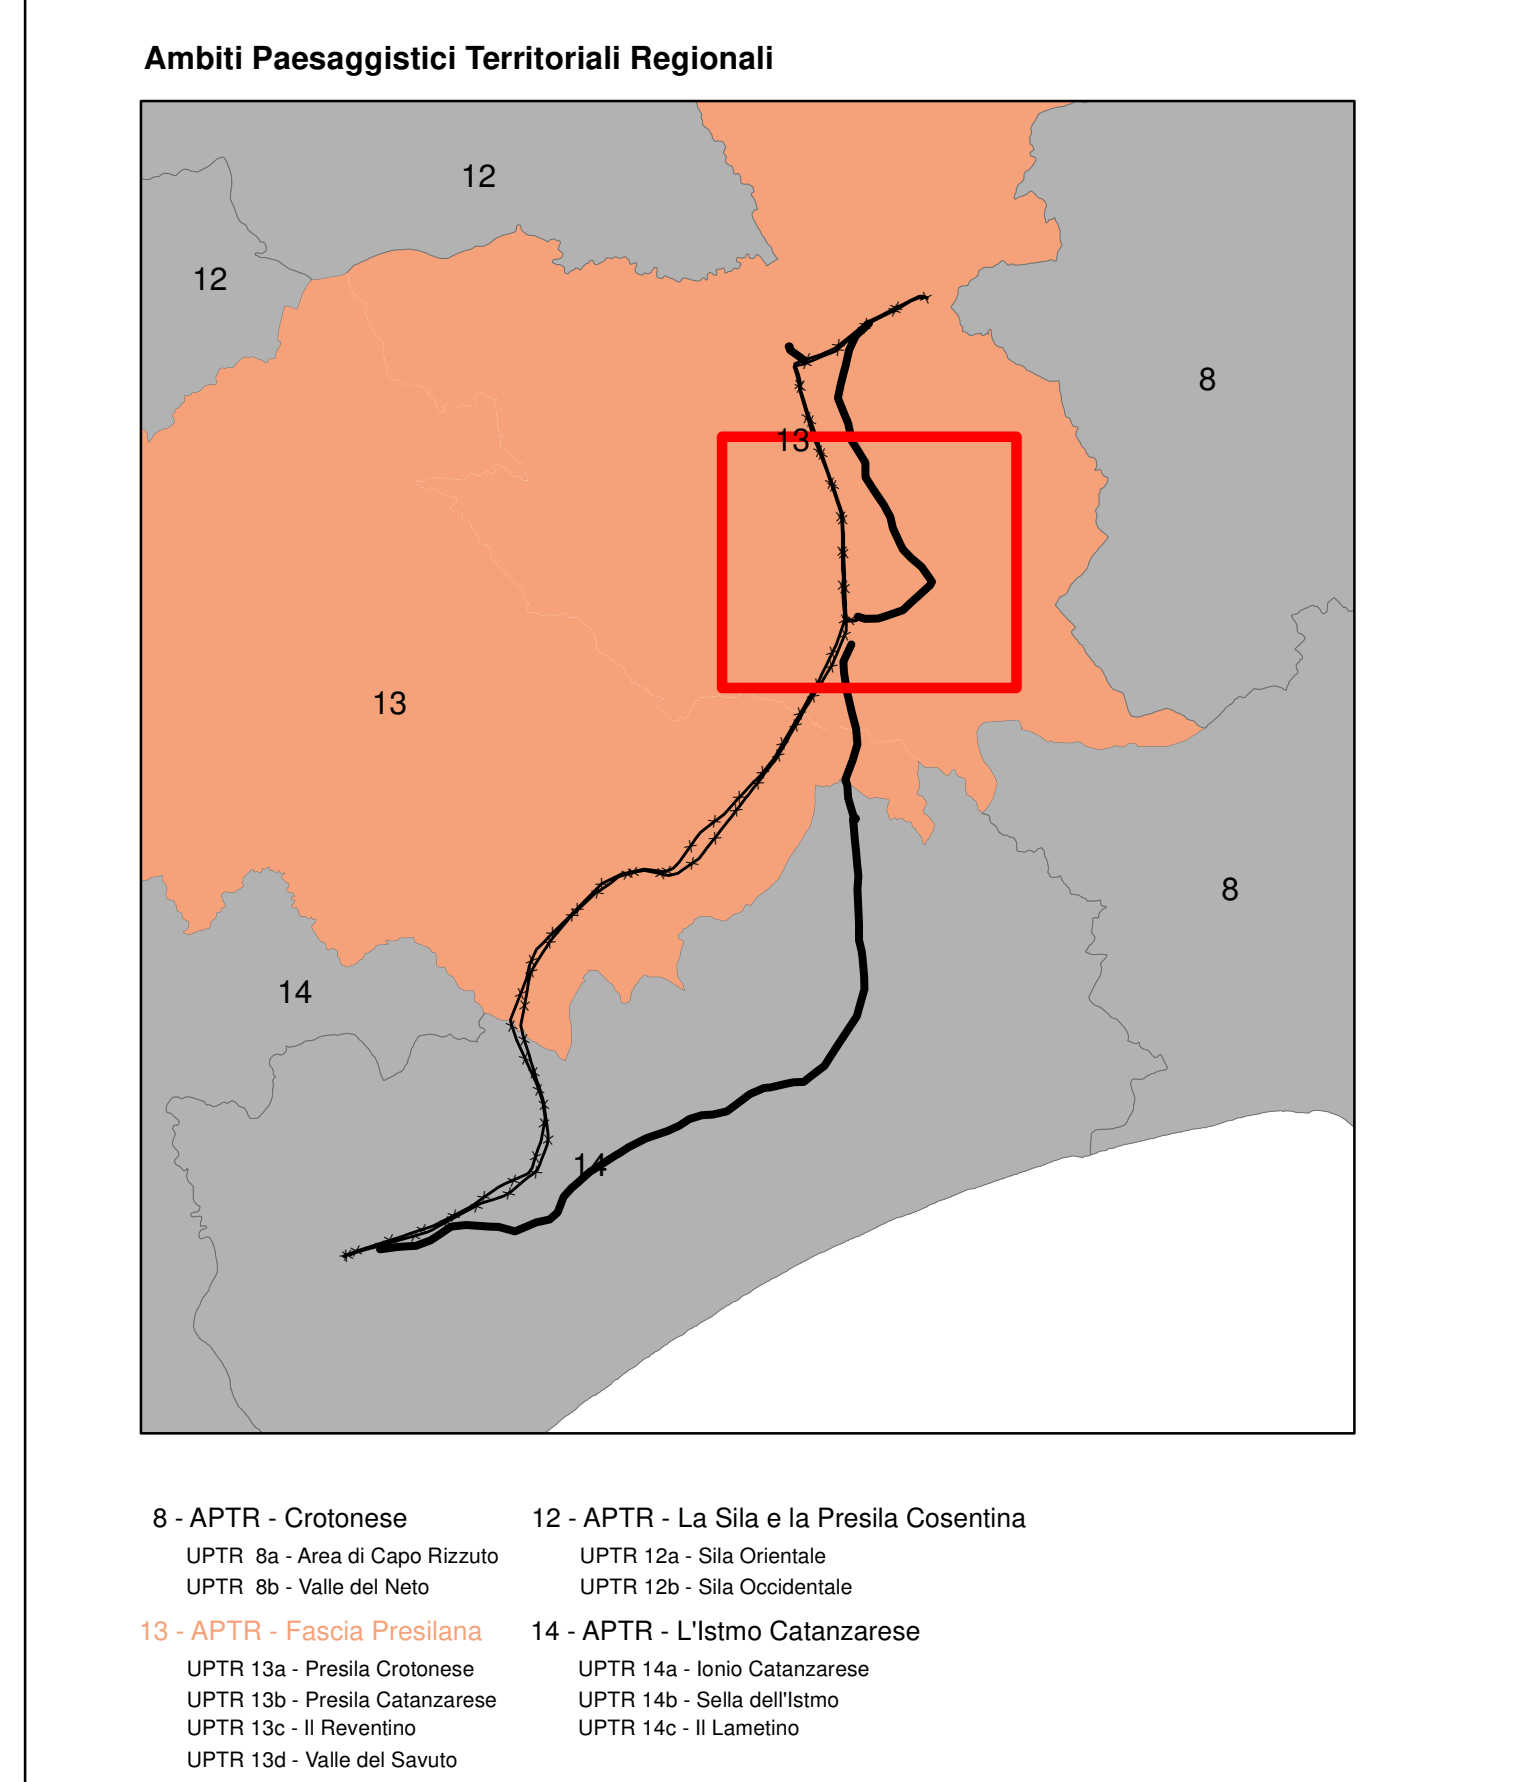 Ambiti Paesaggistici Territoriali Regionali
12
12
8
13
13
8
14
14
8 - APTR - Crotonese
UPTR 8a - Area di Capo Rizzuto
UPTR 8b - Valle del Neto
12 - APTR - La Sila e la Presila Cosentina
UPTR 12a - Sila Orientale
UPTR 12b - Sila Occidentale
13 - APTR - Fascia Presilana
UPTR 13a - Presila Crotonese
UPTR 13b - Presila Catanzarese
UPTR 13c - Il Reventino
UPTR 13d - Valle del Savuto
14 - APTR - L'Istmo Catanzarese
UPTR 14a - Ionio Catanzarese
UPTR 14b - Sella dell'Istmo
UPTR 14c - Il Lametino